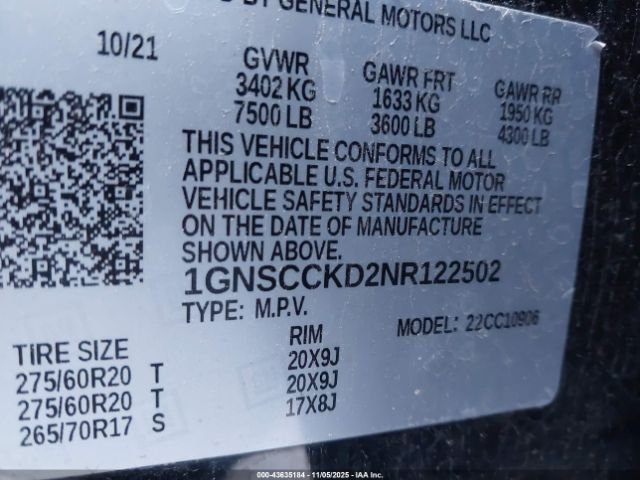 BY GENERAL MOTORS LLC
10/21
GVWR GAWR FRT GAWR RR
3402 KG 1633 KG 1950 KG
7500 LB 3600 LB 4300 LB
THIS VEHICLE CONFORMS TO ALL
APPLICABLE U.S. FEDERAL MOTOR
VEHICLE SAFETY STANDARDS IN EFFECT
ON THE DATE OF MANUFACTURE
SHOWN ABOVE.
1GNSCCKD2NR122502
TYPE: M.P.V. MODEL: 22CC10906
TIRE SIZE RIM
275/60R20 T 20X9J
275/60R20 T 20X9J
265/70R17 S 17X8J
© 43635184 - 11/05/2025 - IAA Inc.